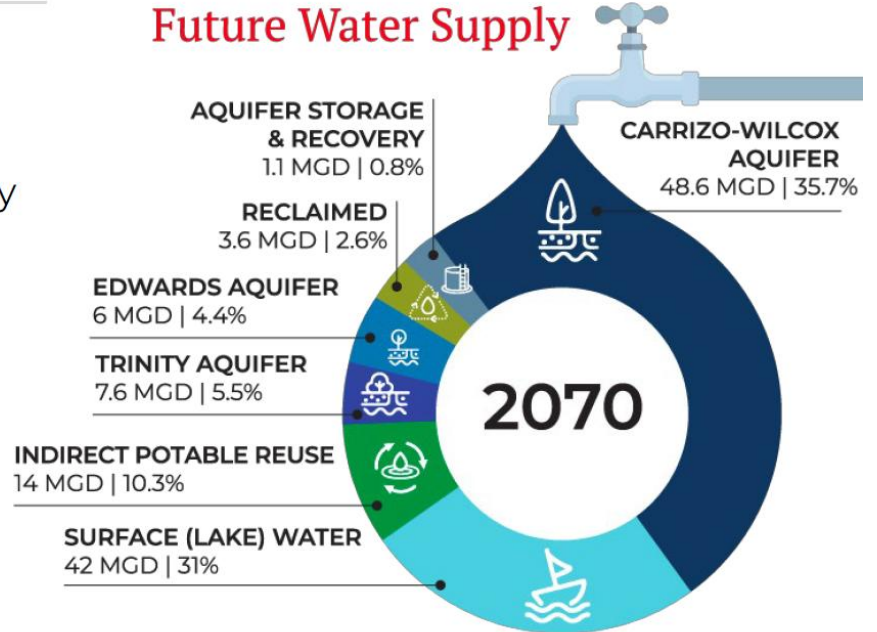 Future Water Supply
AQUIFER STORAGE
& RECOVERY
1.1 MGD | 0.8%
CARRIZO-WILCOX
AQUIFER
48.6 MGD | 35.7%
y
RECLAIMED
3.6 MGD | 2.6%
EDWARDS AQUIFER
6 MGD | 4.4%
TRINITY AQUIFER
7.6 MGD | 5.5%
2070
INDIRECT POTABLE REUSE
14 MGD | 10.3%
SURFACE (LAKE) WATER
42 MGD | 31%